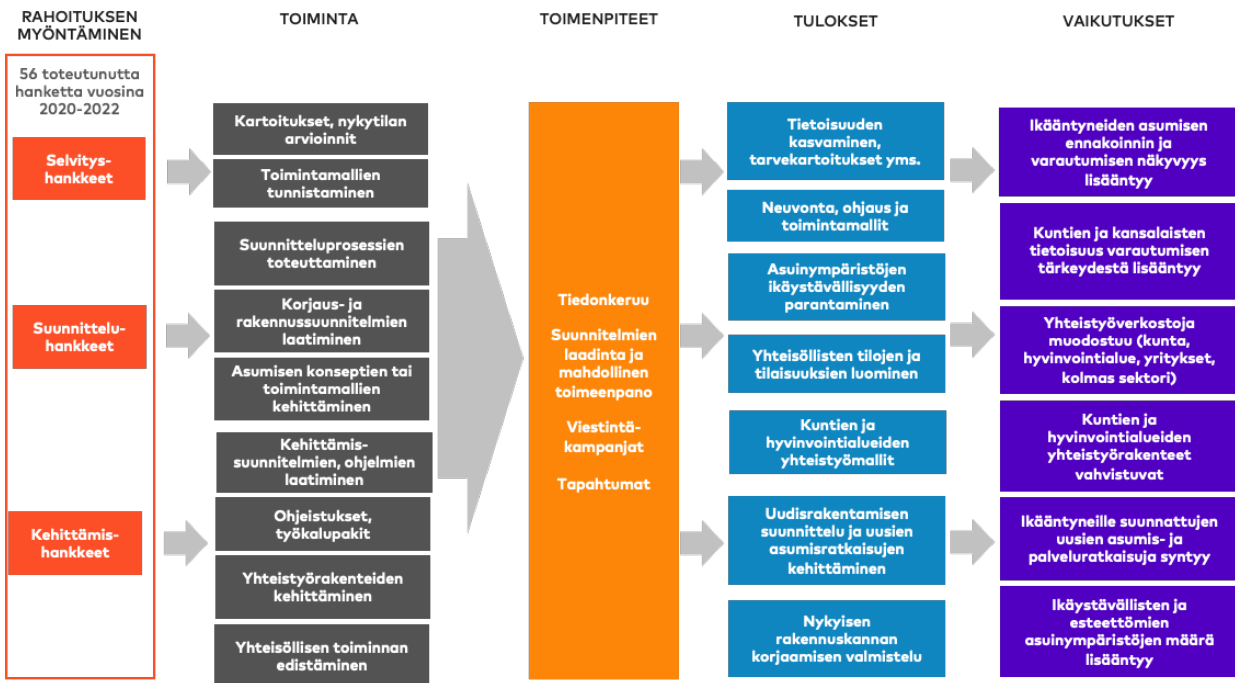 RAHOITUKSEN
MYÖNTÄMINEN
TOIMINTA
TOIMENPITEET
TULOKSET
VAIKUTUKSET
56 toteutunutta
hanketta vuosina
2020-2022
Selvitys-
hankkeet
Suunnittelu-
hankkeet
Kehittämis-
hankkeet
Kartoitukset, nykytilan
arvioinnit
Toimintamallien
tunnistaminen
Suunnitteluprosessien
toteuttaminen
Korjaus- ja
rakennussuunnitelmien
laatiminen
Asumisen konseptien tai
toimintamallien
kehittäminen
Kehittämis-
suunnitelmien, ohjelmien
laatiminen
Ohjeistukset,
työkalupakit
Yhteistyörakenteiden
kehittäminen
Yhteisöllisen toiminnan
edistäminen
Tiedonkeruu
Suunnitelmien
laadinta ja
mahdollinen
toimeenpano
Viestintä-
kampanjat
Tapahtumat
Tietoisuuden
kasvaminen,
tarvekartoitukset yms.
Neuvonta, ohjaus ja
toimintamallit
Asuinympäristöjen
ikäystävällisyyden
parantaminen
Yhteisöllisten tilojen ja
tilaisuuksien luominen
Kuntien ja
hyvinvointialueiden
yhteistyömallit
Uudisrakentamisen
suunnittelu ja uusien
asumisratkaisujen
kehittäminen
Nykyisen
rakennuskannan
korjaamisen valmistelu
Ikääntyneiden asumisen
ennakoinnin ja
varautumisen näkyvyys
lisääntyy
Kuntien ja kansalaisten
tietoisuus varautumisen
tärkeydestä lisääntyy
Yhteistyöverkostoja
muodostuu (kunta,
hyvinvointialue, yritykset,
kolmas sektori)
Kuntien ja
hyvinvointialueiden
yhteistyörakenteet
vahvistuvat
Ikääntyneille suunnattujen
uusien asumis- ja
palveluratkaisuja syntyy
Ikäystävällisten ja
esteettömien
asuinympäristöjen määrä
lisääntyy